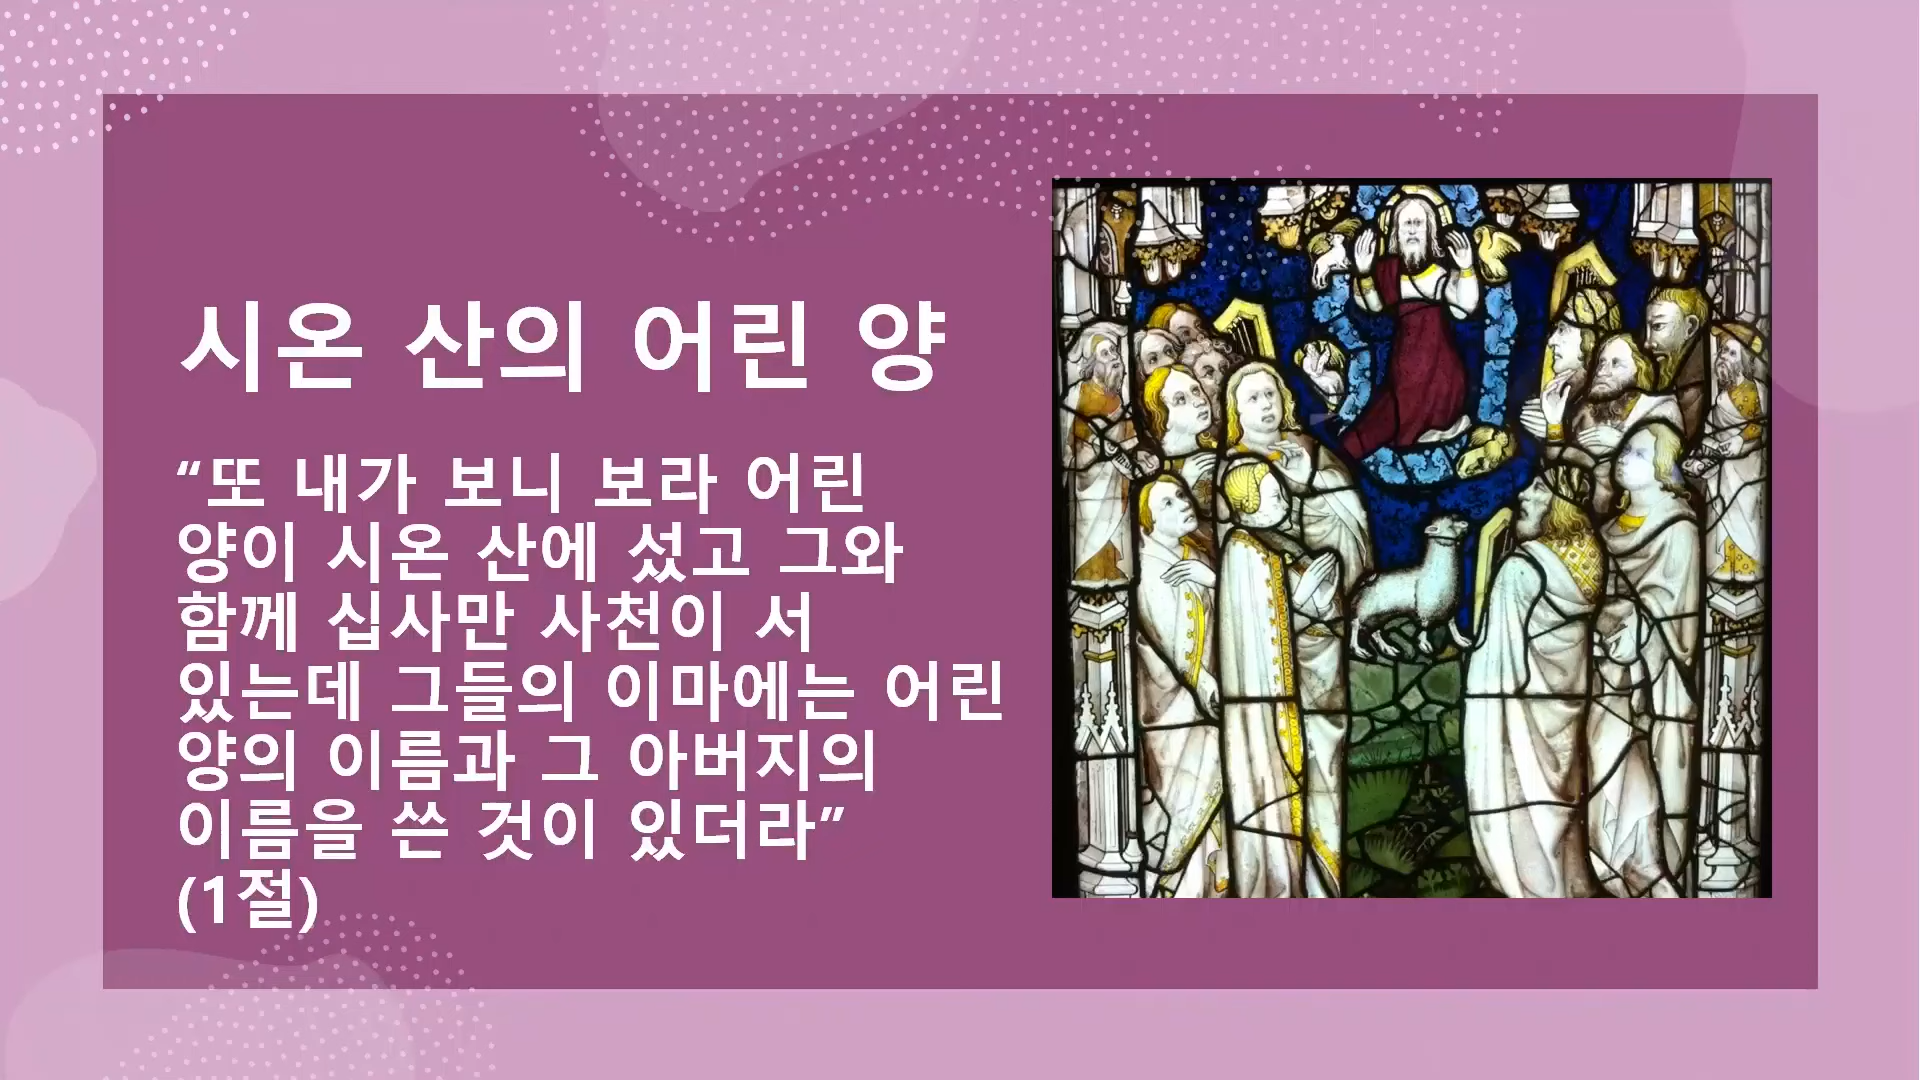 시온 산의 어린 양
“또 내가 보니 보라 어린
양이 시온 산에 섰고 그와
함께 십사만 사천이 서
있는데 그들의 이마에는 어린
양의 이름과 그 아버지의
이름을 쓴 것이 있더라”
(1절)